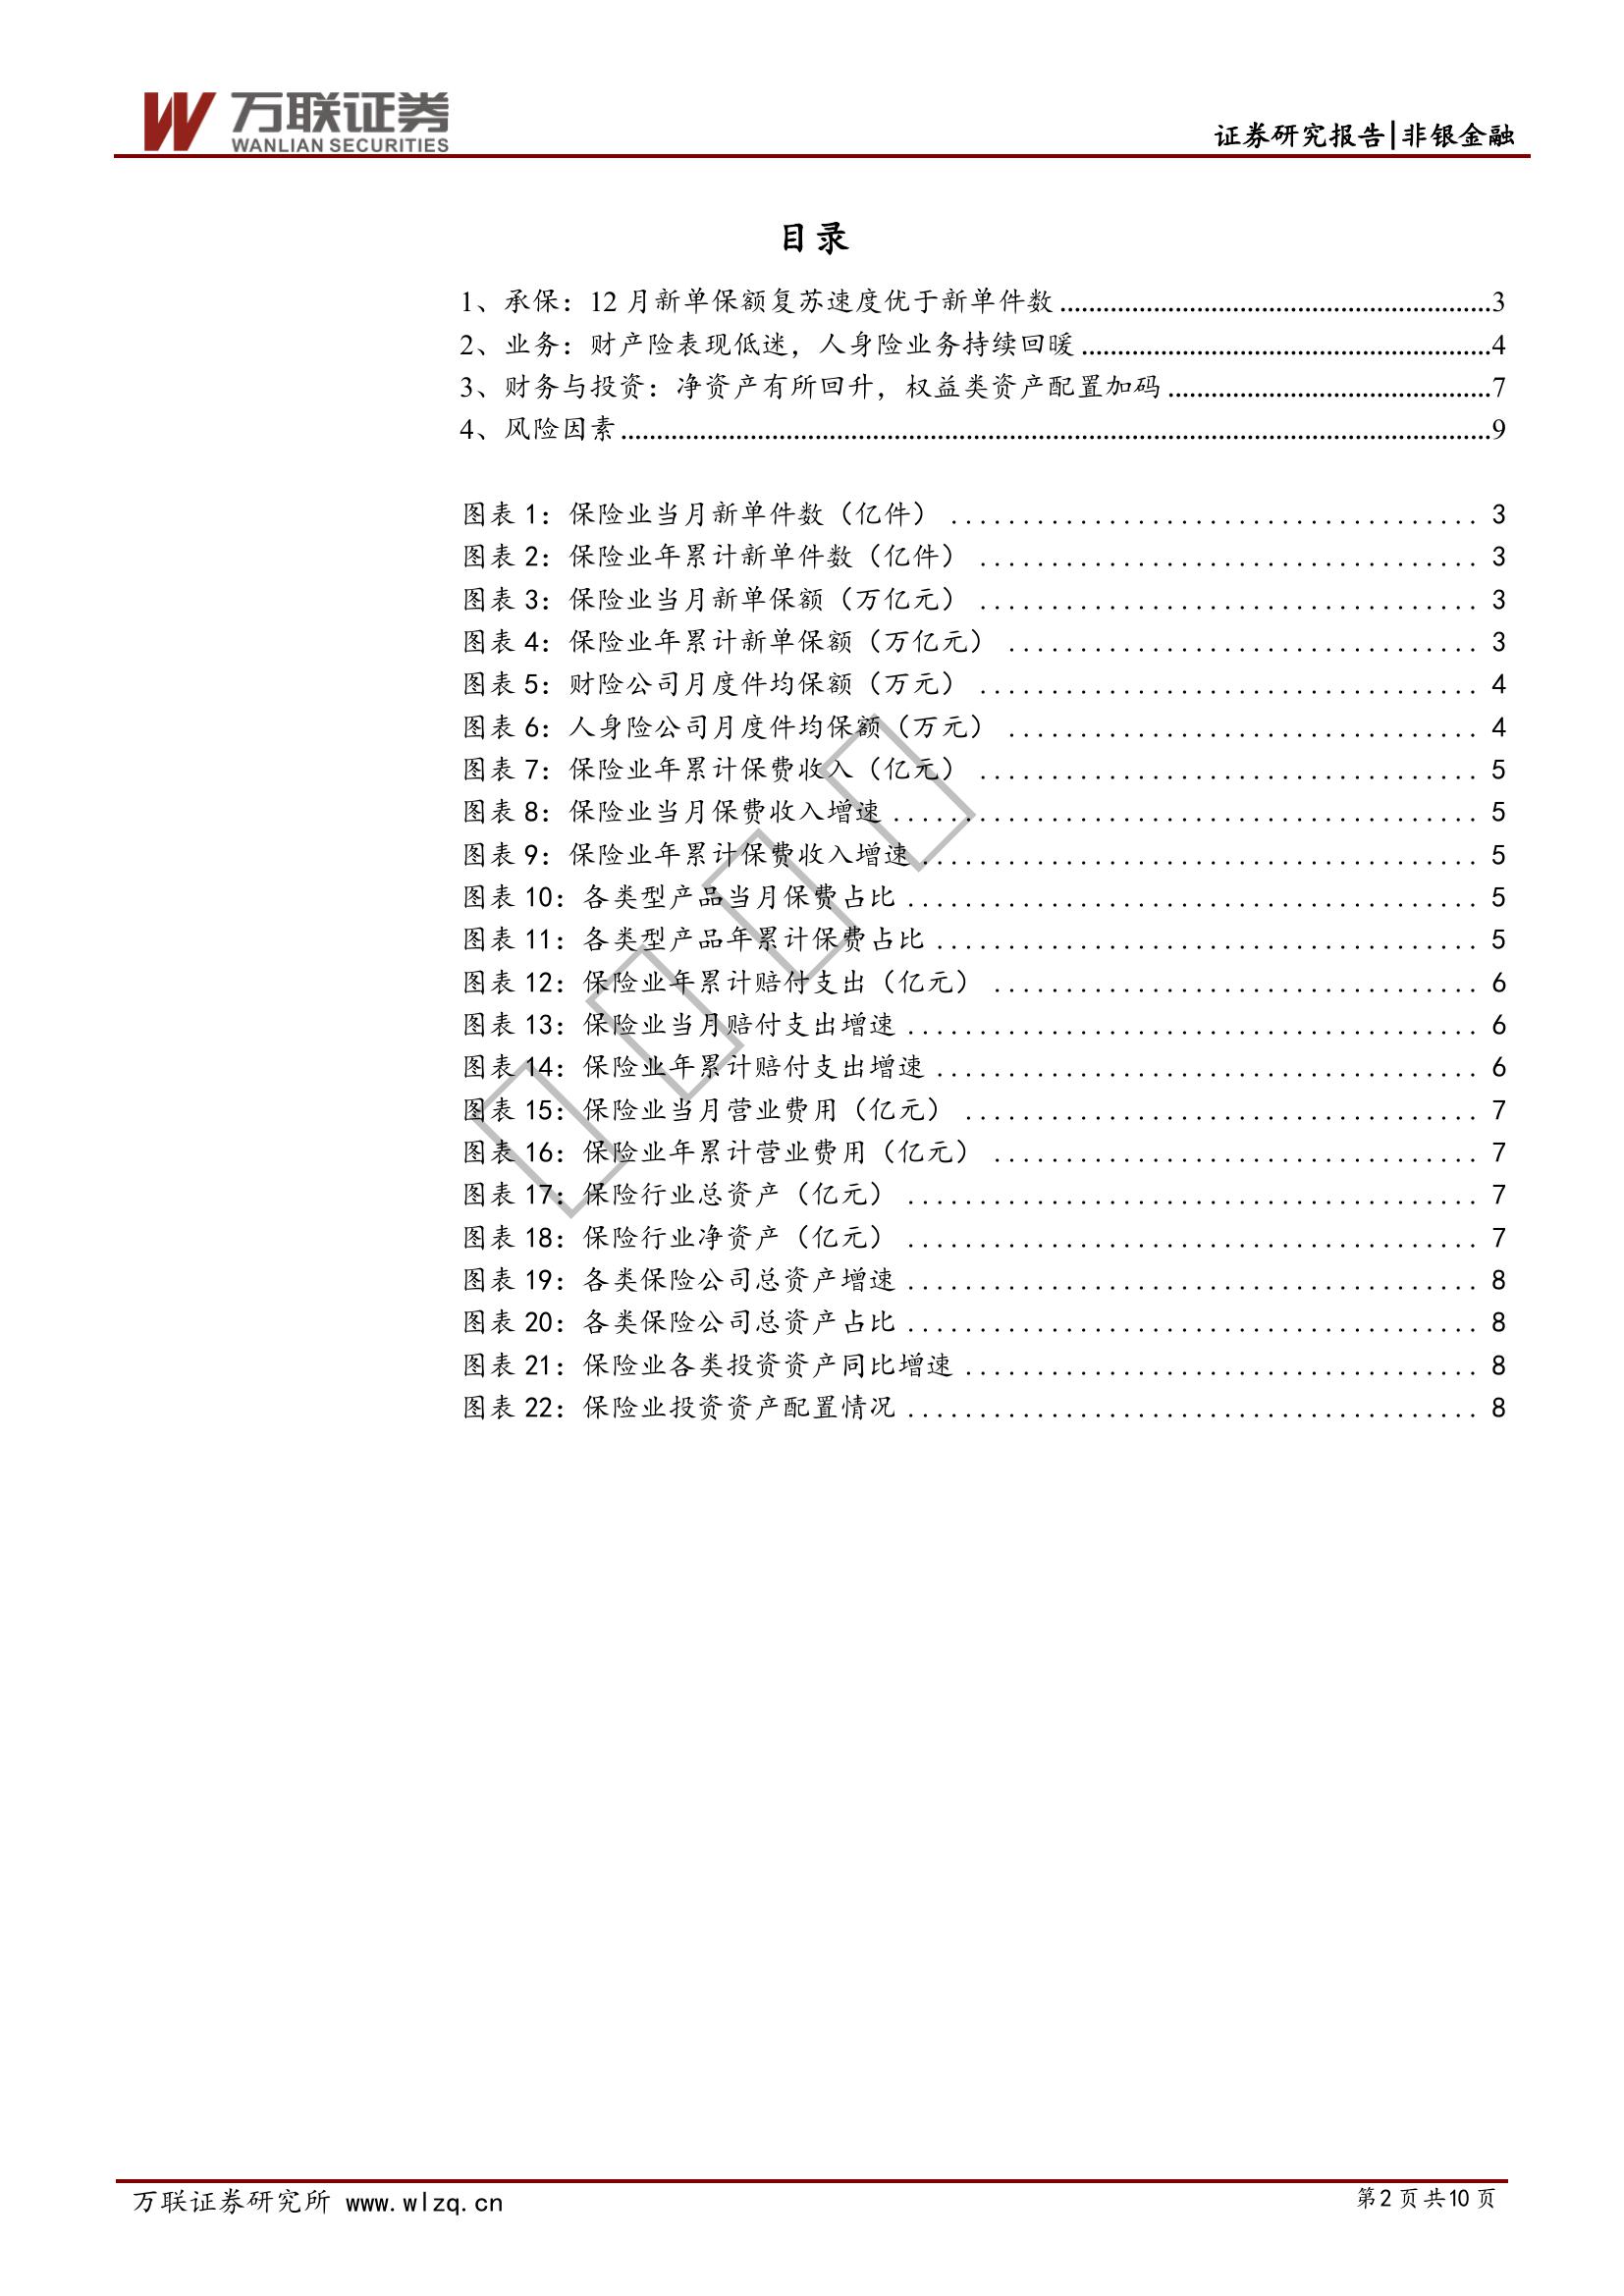 万联证券
WANLIAN SECURITIES
证券研究报告|非银金融
目录
1、承保：12 月新单保额复苏速度优于新单件数 3
2、业务：财产险表现低迷，人身险业务持续回暖 4
3、财务与投资：净资产有所回升，权益类资产配置加码 7
4、风险因素 9
图表 1：保险业当月新单件数（亿件） 3
图表 2：保险业年累计新单件数（亿件） 3
图表 3：保险业当月新单保额（万亿元） 3
图表 4：保险业年累计新单保额（万亿元） 3
图表 5：财险公司月度件均保额（万元） 4
图表 6：人身险公司月度件均保额（万元） 4
图表 7：保险业年累计保费收入（亿元） 5
图表 8：保险业当月保费收入增速 5
图表 9：保险业年累计保费收入增速 5
图表 10：各类型产品当月保费占比 5
图表 11：各类型产品年累计保费占比 5
图表 12：保险业年累计赔付支出（亿元） 6
图表 13：保险业当月赔付支出增速 6
图表 14：保险业年累计赔付支出增速 6
图表 15：保险业当月营业费用（亿元） 7
图表 16：保险业年累计营业费用（亿元） 7
图表 17：保险行业总资产（亿元） 7
图表 18：保险行业净资产（亿元） 7
图表 19：各类保险公司总资产增速 8
图表 20：各类保险公司总资产占比 8
图表 21：保险业各类投资资产同比增速 8
图表 22：保险业投资资产配置情况 8
万联证券研究所 www.wlzq.cn
第2 页 共10 页